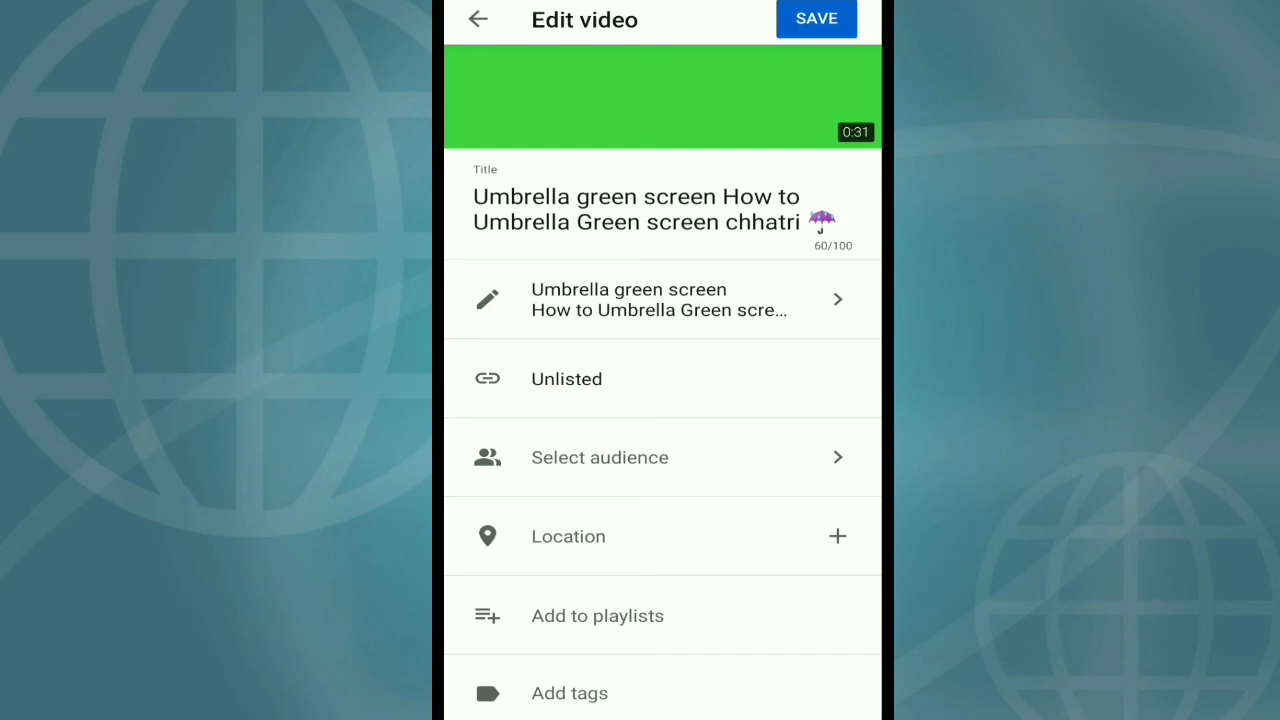 Edit video
SAVE
0:31
Title
Umbrella green screen How to
Umbrella Green screen chhatri ☂️
60/100
Umbrella green screen
How to Umbrella Green scre...
Unlisted
Select audience
Location
Add to playlists
Add tags